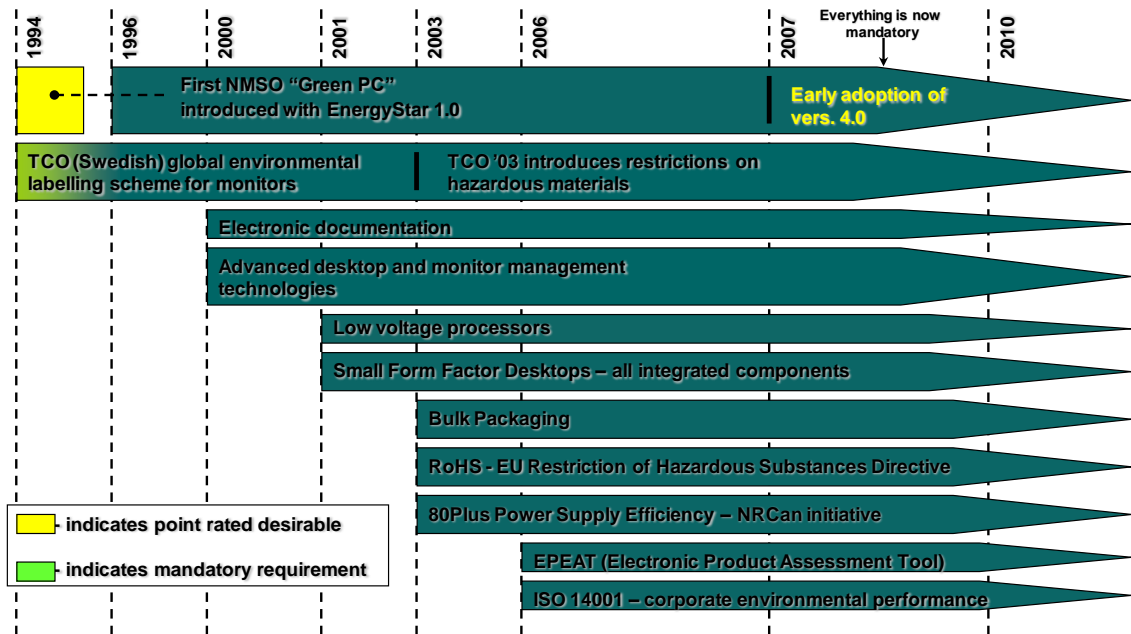 Everything is now
mandatory
1994
1996
2000
2001
2003
2006
2007
2010
First NMSO “Green PC”
introduced with EnergyStar 1.0
Early adoption of
vers. 4.0
TCO (Swedish) global environmental
labelling scheme for monitors
TCO ’03 introduces restrictions on
hazardous materials
Electronic documentation
Advanced desktop and monitor management
technologies
Low voltage processors
Small Form Factor Desktops – all integrated components
Bulk Packaging
RoHS - EU Restriction of Hazardous Substances Directive
80Plus Power Supply Efficiency – NRCan initiative
EPEAT (Electronic Product Assessment Tool)
ISO 14001 – corporate environmental performance
- indicates point rated desirable
- indicates mandatory requirement